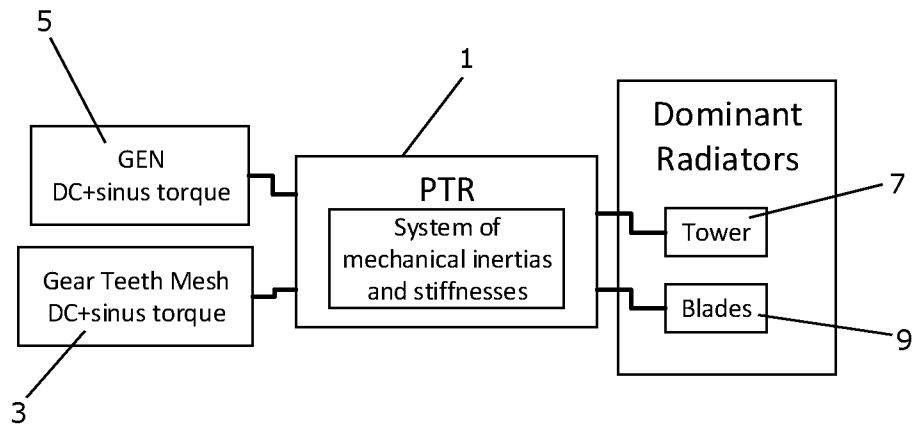 5
GEN
DC+sinus torque
Gear Teeth Mesh
DC+sinus torque
3
1
PTR
System of
mechanical inertias
and stiffnesses
Dominant
Radiators
7
Tower
Blades
9